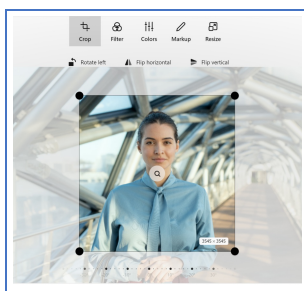 Crop Filter Colors Markup Resize
Rotate left Flip horizontal Flip vertical
3545 × 3545